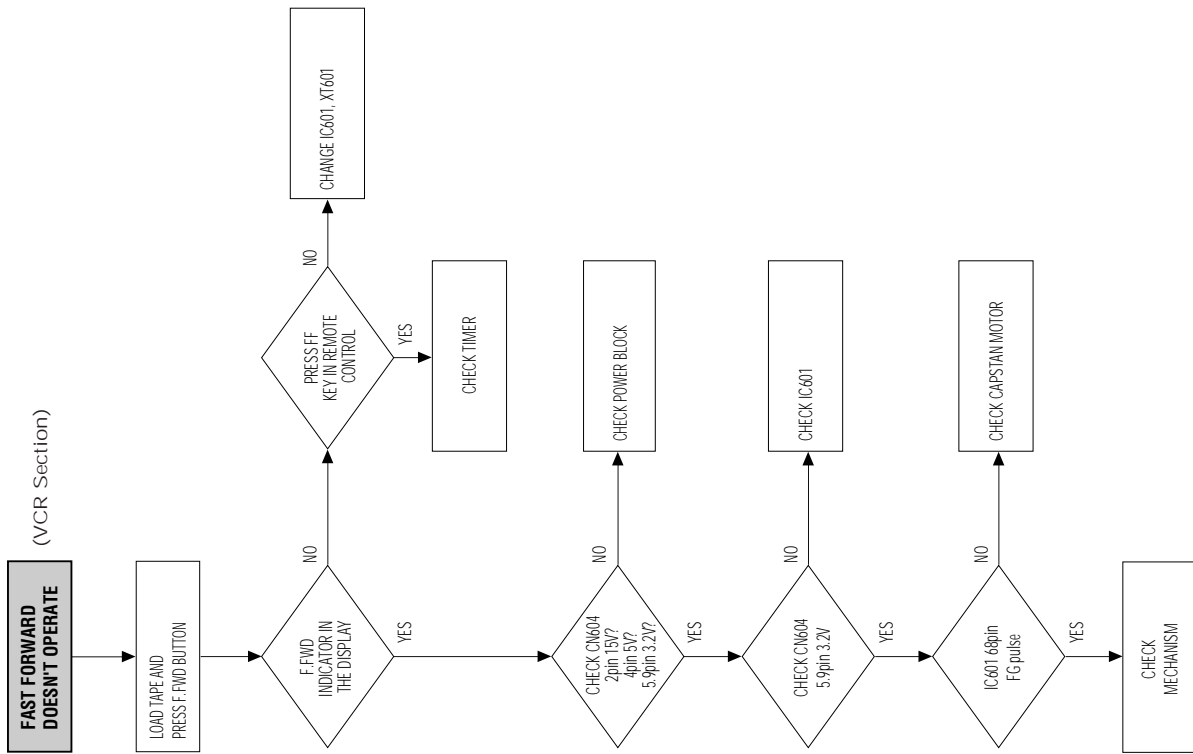 FAST FORWARD
DOESN'T OPERATE
(VCR Section)
LOAD TAPE AND
PRESS F.FWD BUTTON
F.FWD
INDICATOR IN
THE DISPLAY
NO
PRESS FF
KEY IN REMOTE
CONTROL
NO
CHANGE IC601, XT601
YES
CHECK TIMER
YES
CHECK CN604
2pin 15V?
4pin 5V?
5.9pin 3.2V?
NO
CHECK POWER BLOCK
YES
CHECK CN604
5.9pin 3.2V
NO
CHECK IC601
YES
IC601 68pin
FG pulse
NO
CHECK CAPSTAN MOTOR
YES
CHECK
MECHANISM